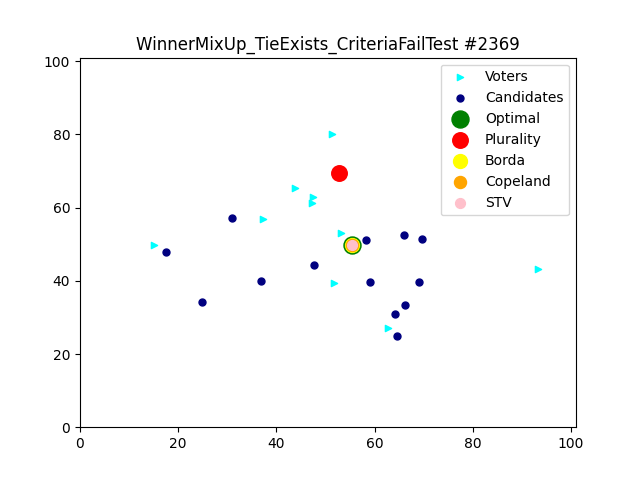 WinnerMixUp_TieExists_CriteriaFailTest #2369
Voters
Candidates
Optimal
Plurality
Borda
Copeland
STV
100
80
60
40
20
0
0 20 40 60 80 100